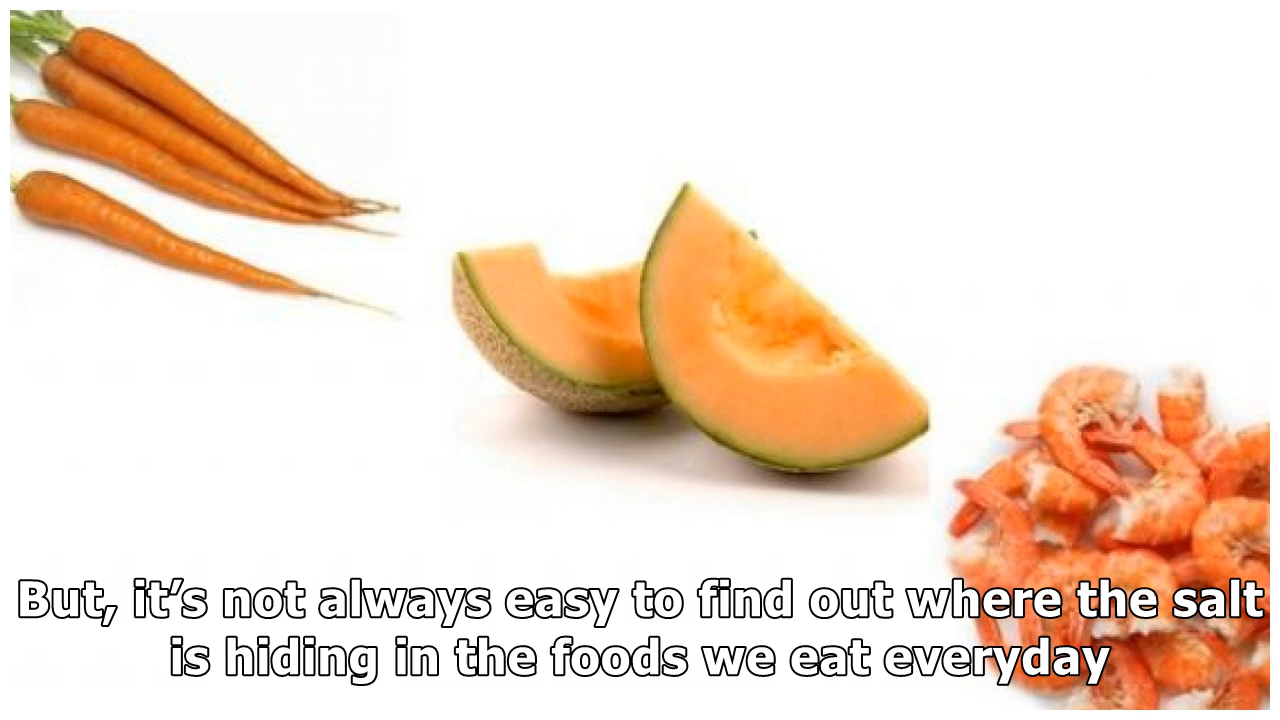 But, it’s not always easy to find out where the salt
is hiding in the foods we eat everyday